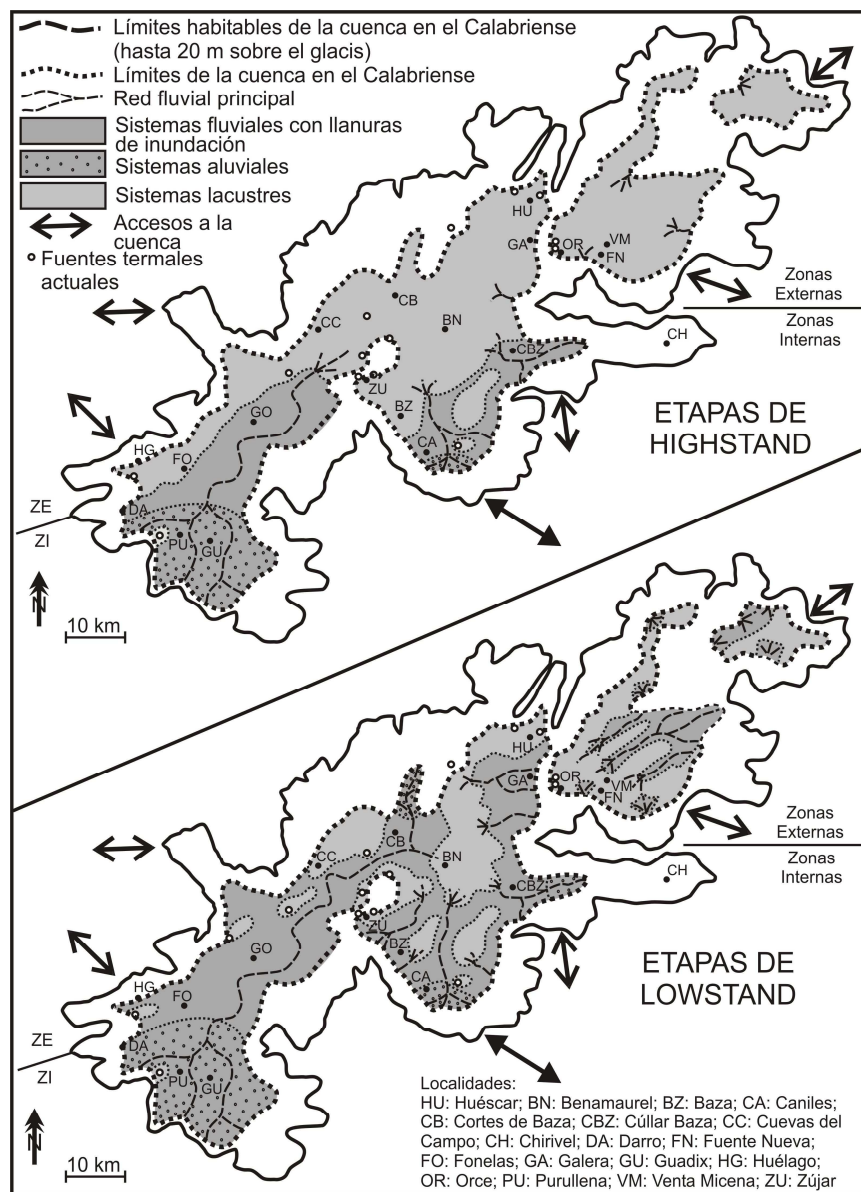 Límites habitables de la cuenca en el Calabriense
(hasta 20 m sobre el glacis)
Límites de la cuenca en el Calabriense
Red fluvial principal
Sistemas fluviales con llanuras
de inundación
Sistemas aluviales
Sistemas lacustres
Accesos a la
cuenca
Fuentes termales
actuales
HU
GA
OR
VM
FN
CB
CC
BN
CBZ
CH
ZU
BZ
CA
GO
HG
FO
DA
PU
GU
Zonas
Externas
Zonas
Internas
ETAPAS DE
HIGHSTAND
ZE
ZI
N
10 km
HU
GA
OR
VM
FN
CB
CC
BN
CBZ
CH
ZU
BZ
CA
GO
HG
FO
DA
PU
GU
Zonas
Externas
Zonas
Internas
ETAPAS DE
LOWSTAND
ZE
ZI
N
10 km
Localidades:
HU: Huéscar; BN: Benamaurel; BZ: Baza; CA: Caniles;
CB: Cortes de Baza; CBZ: Cúllar Baza; CC: Cuevas del
Campo; CH: Chirivel; DA: Darro; FN: Fuente Nueva;
FO: Fonelas; GA: Galera; GU: Guadix; HG: Huélago;
OR: Orce; PU: Purullena; VM: Venta Micena; ZU: Zújar